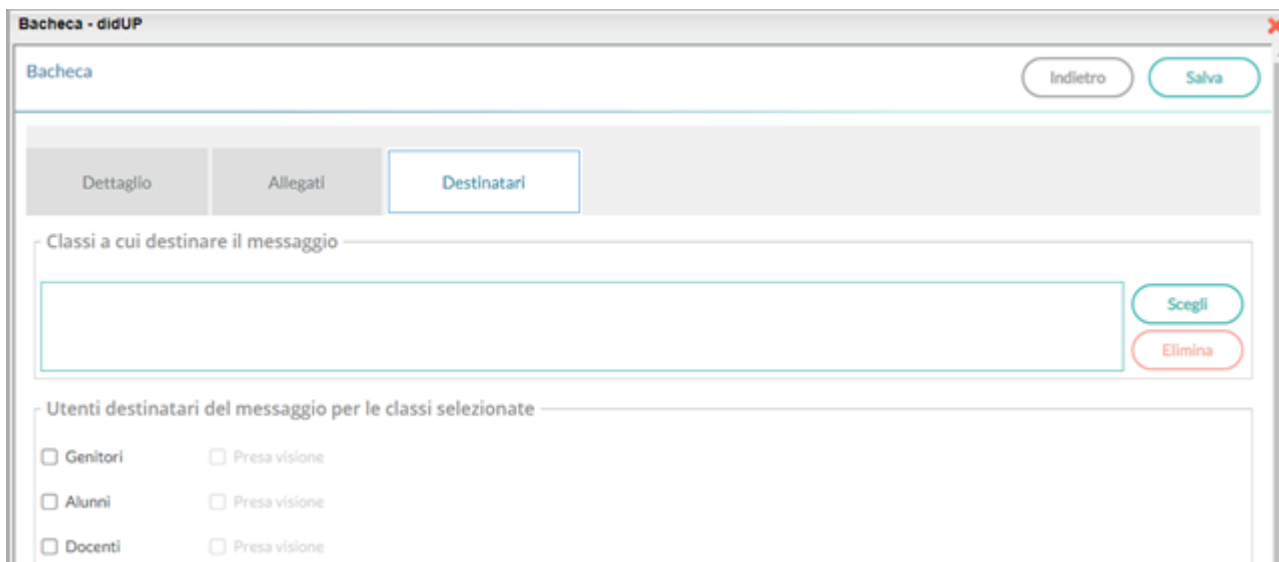 Bacheca - didUP
Bacheca
Indietro
Salva
Dettaglio
Allegati
Destinatari
Classi a cui destinare il messaggio
Scegli
Elimina
Utenti destinatari del messaggio per le classi selezionate
Genitori Presa visione
Alunni Presa visione
Docenti Presa visione